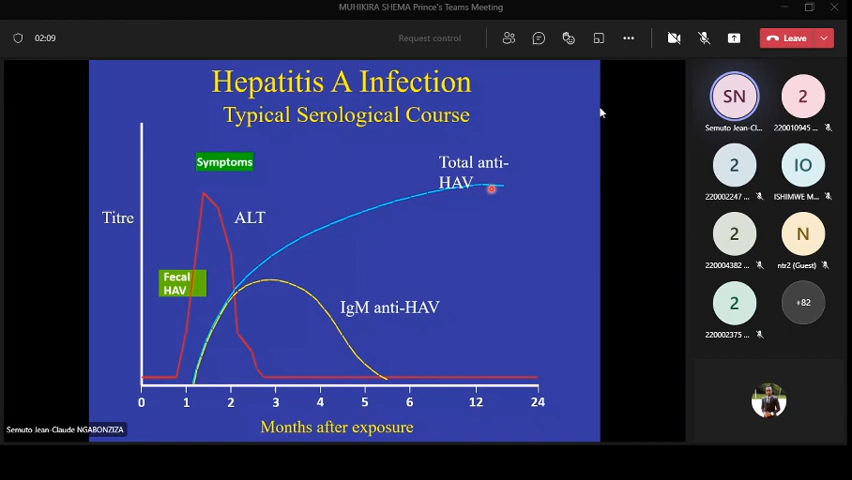 MUHIKIRA SHEMA Prince's Teams Meeting
02:09
Request control
Leave
Hepatitis A Infection
Typical Serological Course
Symptoms
Total anti-
HAV
Titre
ALT
Fecal
HAV
IgM anti-HAV
0 1 2 3 4 5 6 12 24
Months after exposure
Semuto Jean-Claude NGABONZIZA
SN
2
Semuto Jean-Cl...
220010945 ...
2
IO
220002247 ...
ISHIMWE M...
2
N
220004382 ...
ntr2 (Guest)
2
+82
220002375 ...